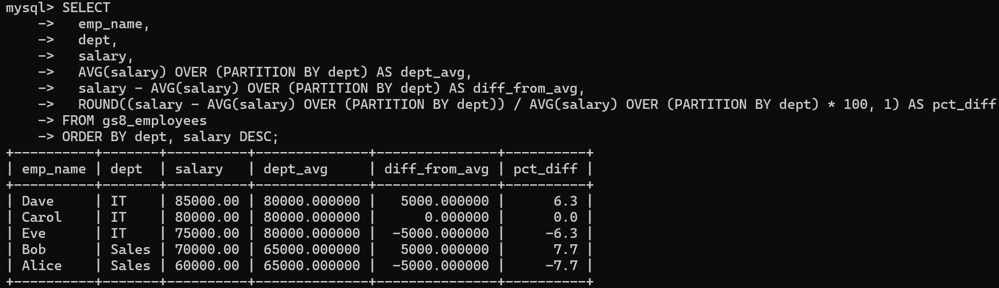 mysql> SELECT
    ->   emp_name,
    ->   dept,
    ->   salary,
    ->   AVG(salary) OVER (PARTITION BY dept) AS dept_avg,
    ->   salary - AVG(salary) OVER (PARTITION BY dept) AS diff_from_avg,
    ->   ROUND((salary - AVG(salary) OVER (PARTITION BY dept)) / AVG(salary) OVER (PARTITION BY dept) * 100, 1) AS pct_diff
    -> FROM gs8_employees
    -> ORDER BY dept, salary DESC;
+----------+-------+----------+--------------+---------------+----------+
| emp_name | dept  | salary   | dept_avg     | diff_from_avg | pct_diff |
+----------+-------+----------+--------------+---------------+----------+
| Dave     | IT    | 85000.00 | 80000.000000 |   5000.000000 |      6.3 |
| Carol    | IT    | 80000.00 | 80000.000000 |      0.000000 |      0.0 |
| Eve      | IT    | 75000.00 | 80000.000000 |  -5000.000000 |     -6.3 |
| Bob      | Sales | 70000.00 | 65000.000000 |   5000.000000 |      7.7 |
| Alice    | Sales | 60000.00 | 65000.000000 |  -5000.000000 |     -7.7 |
+----------+-------+----------+--------------+---------------+----------+